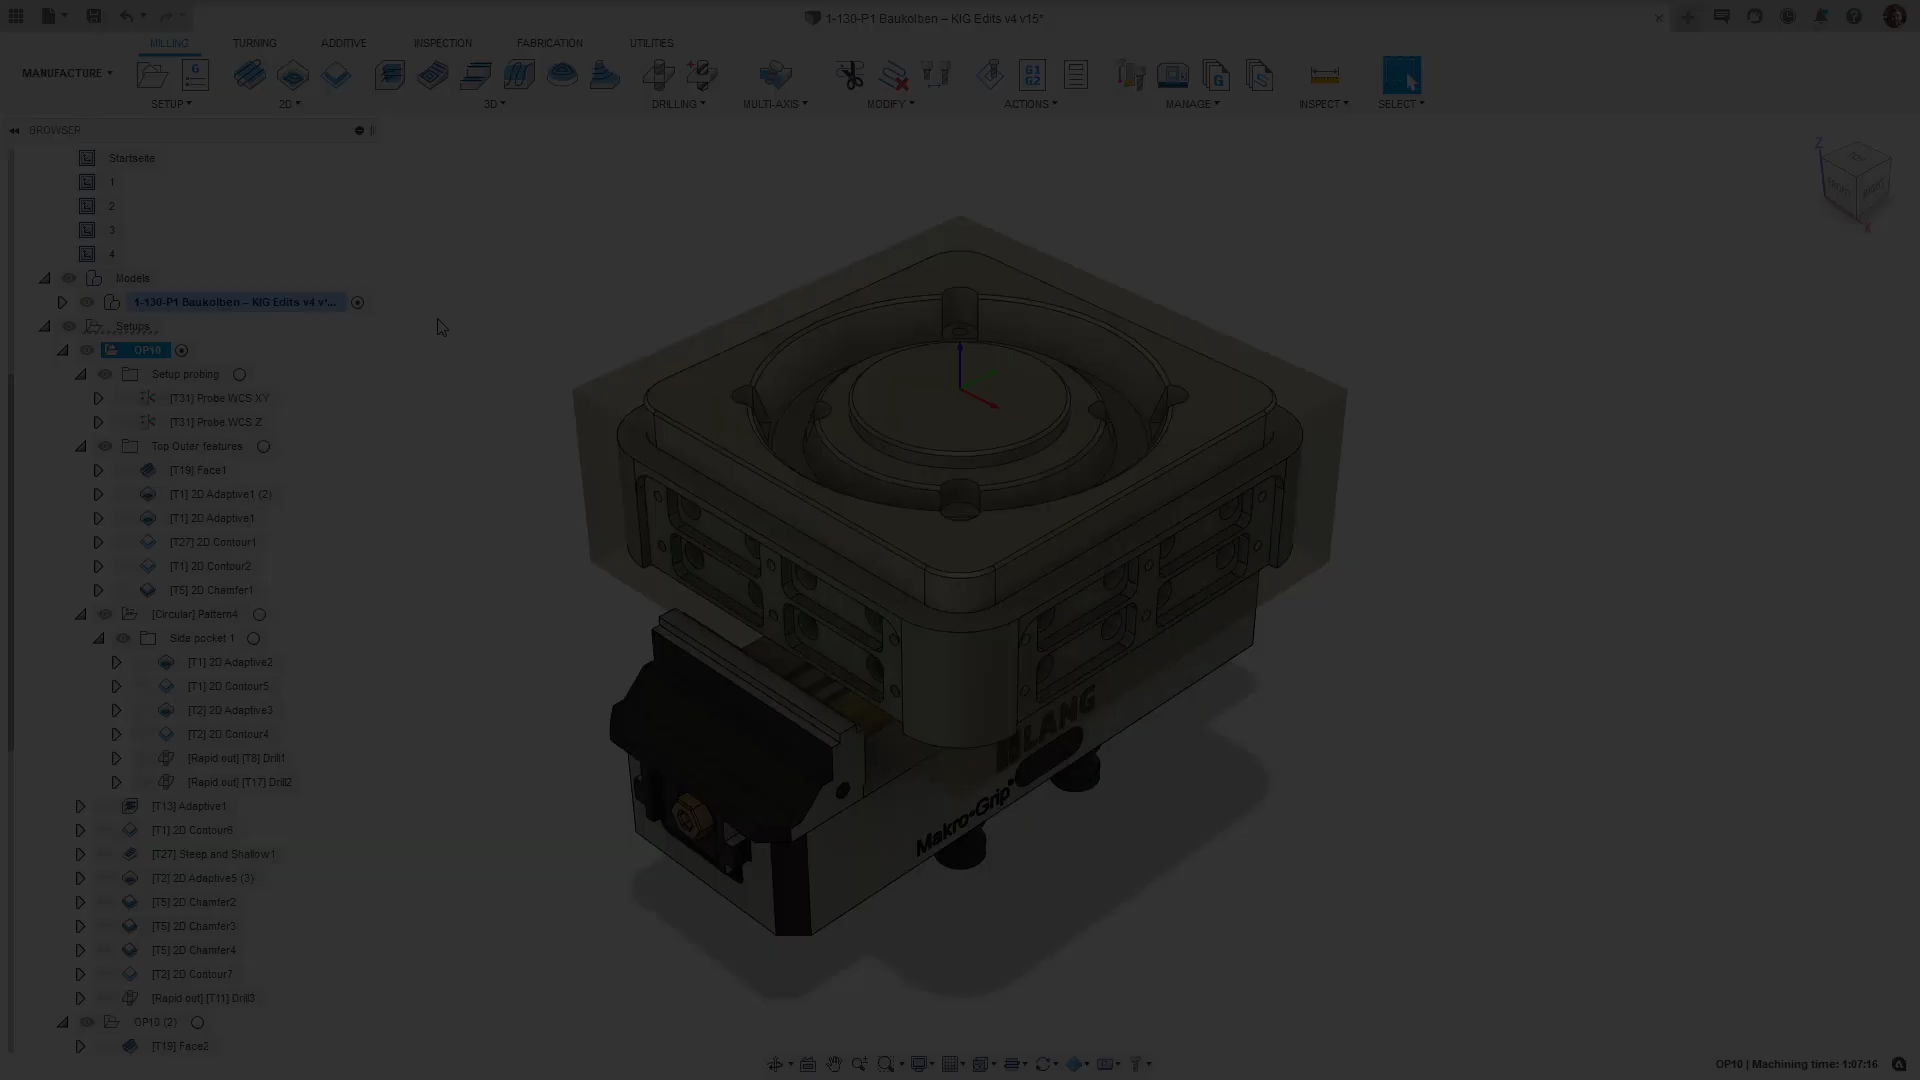 1-130-P1 Baukolben – KIG Edits v4 v15*
MILLING
TURNING
ADDITIVE
INSPECTION
FABRICATION
UTILITIES
MANUFACTURE
G
G1
G2
G
S
SETUP
2D
3D
DRILLING
MULTI-AXIS
MODIFY
ACTIONS
MANAGE
INSPECT
SELECT
BROWSER
Startseite
1
2
3
4
Models
1-130-P1 Baukolben – KIG Edits v4 v'...
Setups
OP10
Setup probing
[T31] Probe WCS XY
[T31] Probe WCS Z
Top Outer features
[T19] Face1
[T1] 2D Adaptive1 (2)
[T1] 2D Adaptive1
[T27] 2D Contour1
[T1] 2D Contour2
[T5] 2D Chamfer1
[Circular] Pattern4
Side pocket 1
[T1] 2D Adaptive2
[T1] 2D Contour5
[T2] 2D Adaptive3
[T2] 2D Contour4
[Rapid out] [T8] Drill1
[Rapid out] [T17] Drill2
[T13] Adaptive1
[T1] 2D Contour6
[T27] Steep and Shallow1
[T2] 2D Adaptive5 (3)
[T5] 2D Chamfer2
[T5] 2D Chamfer3
[T5] 2D Chamfer4
[T2] 2D Contour7
[Rapid out] [T11] Drill3
OP10 (2)
[T19] Face2
Z
TOP
FRONT
RIGHT
X
LANG
Makro•Grip®
OP10 | Machining time: 1:07:16